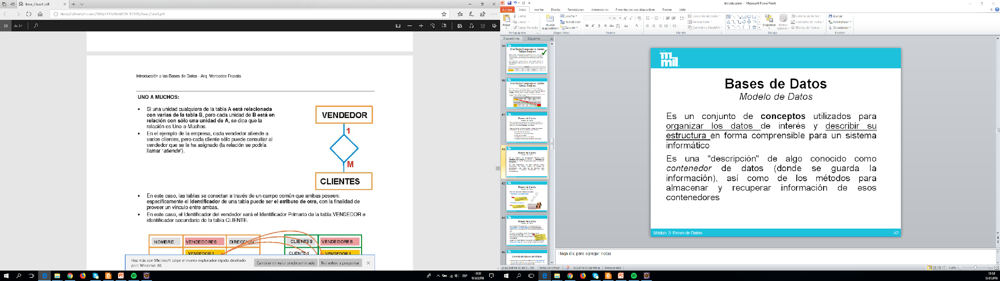 Base_Clase1.pdf
20 de 34
Introducción a las Bases de Datos - Arq. Mercedes Frassia
UNO A MUCHOS:
• Si una unidad cualquiera de la tabla A está relacionada
con varias de la tabla B, pero cada unidad de B está en
relación con sólo una unidad de A, se dice que la
relación es Uno-a-Muchos.
• En el ejemplo de la empresa, cada vendedor atiende a
varios clientes, pero cada cliente sólo puede consultar al
vendedor que se le ha asignado (la relación se podría
llamar "atiende").
VENDEDOR
1
M
CLIENTES
• En este caso, las tablas se conectan a través de un campo común que ambas poseen:
específicamente el identificador de una tabla puede ser el atributo de otra, con la finalidad de
proveer un vínculo entre ambas.
• En este caso, el Identificador del vendedor será el Identificador Primario de la tabla VENDEDOR e
identificador secundario de la tabla CLIENTE.
NOMBRE VENDEDORES DIRECCION
VENDEDOR 1
CLIENTES VENDEDORES
CLIENTE 1 VENDEDOR 1
Haz más con Microsoft Edge: el nuevo explorador rápido diseñado
para Windows 10.
Cambiar mi valor predeterminado No volver a preguntar
ESP
13:33
9/3/2018
Introduccion - Microsoft PowerPoint
Archivo Inicio Insertar Diseño Transiciones Animaciones Presentación con diapositivas Revisar Vista
Pegar
Cortar
Copiar
Copiar formato
Portapapeles
Nueva
diapositiva
Diseño
Restablecer
Sección
Diapositivas
Fuente
Dirección del texto
Alinear texto
Convertir a SmartArt
Párrafo
Organizar
Estilos
rápidos
Relleno de forma
Contorno de forma
Efectos de formas
Dibujo
Buscar
Reemplazar
Seleccionar
Edición
Diapositivas Esquema
39
Una Tabla Compleja vs. Varias
Tablas Simples
40
Una Tabla Compleja vs. Varias
Tablas Simples
41
Bases de Datos
42
Bases de Datos
43
Bases de Datos
44
Bases de Datos
45
Diseño de Bases de Datos
mil
Bases de Datos
Modelo de Datos
Es un conjunto de conceptos utilizados para
organizar los datos de interés y describir su
estructura en forma comprensible para un sistema
informático
Es una "descripción" de algo conocido como
contenedor de datos (donde se guarda la
información), así como de los métodos para
almacenar y recuperar información de esos
contenedores
Módulo 3: Bases de Datos 42
Haga clic para agregar notas
"Tema de Office" Español (Argentina) Recuperado
100%
13:33
9/3/2018